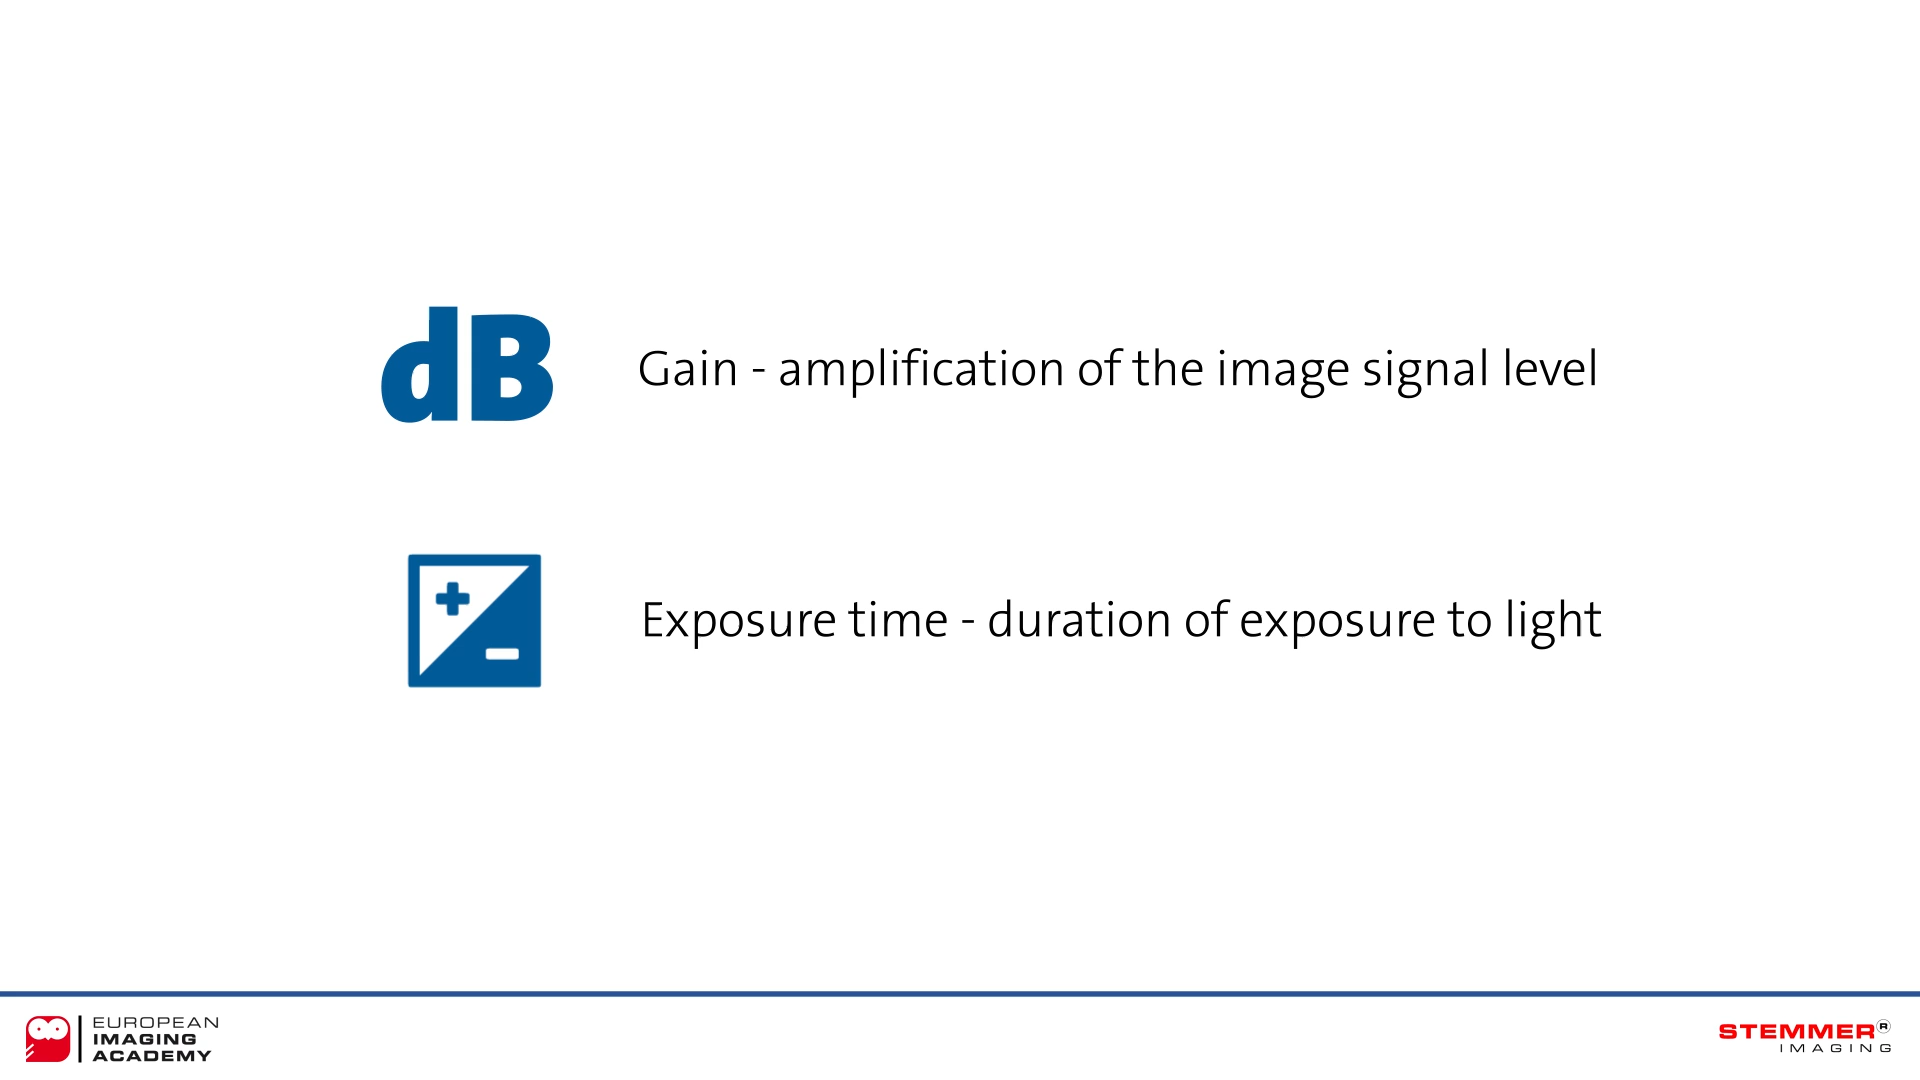 dB
Gain - amplification of the image signal level
Exposure time - duration of exposure to light
EUROPEAN
IMAGING
ACADEMY
STEMMER®
IMAGING